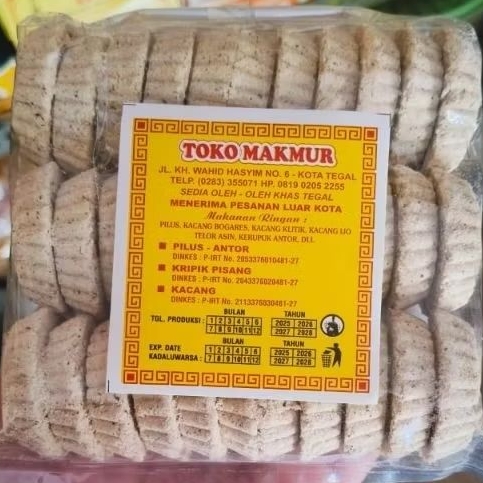 TOKO MAKMUR
JL. KH. WAHID HASYIM NO. 6 - KOTA TEGAL
TELP. (0283) 355071 HP. 0819 0205 2255
SEDIA OLEH - OLEH KHAS TEGAL
MENERIMA PESANAN LUAR KOTA
Makanan Ringan :
PILUS, KACANG BOGARES, KACANG KLITIK, KACANG IJO
TELOR ASIN, KERUPUK ANTOR, DLL
PILUS - ANTOR
DINKES : P-IRT No. 2053376010481-27
KRIPIK PISANG
DINKES : P-IRT No. 2643376020481-27
KACANG
DINKES : P-IRT No. 2113376030481-27
BULAN TAHUN
TGL. PRODUKSI : 1 2 3 4 5 6 2025 2026
7 8 9 10 11 12 2027 2028
BULAN TAHUN
EXP. DATE 1 2 3 4 5 6 2025 2026
KADALUWARSA : 7 8 9 10 11 12 2027 2028